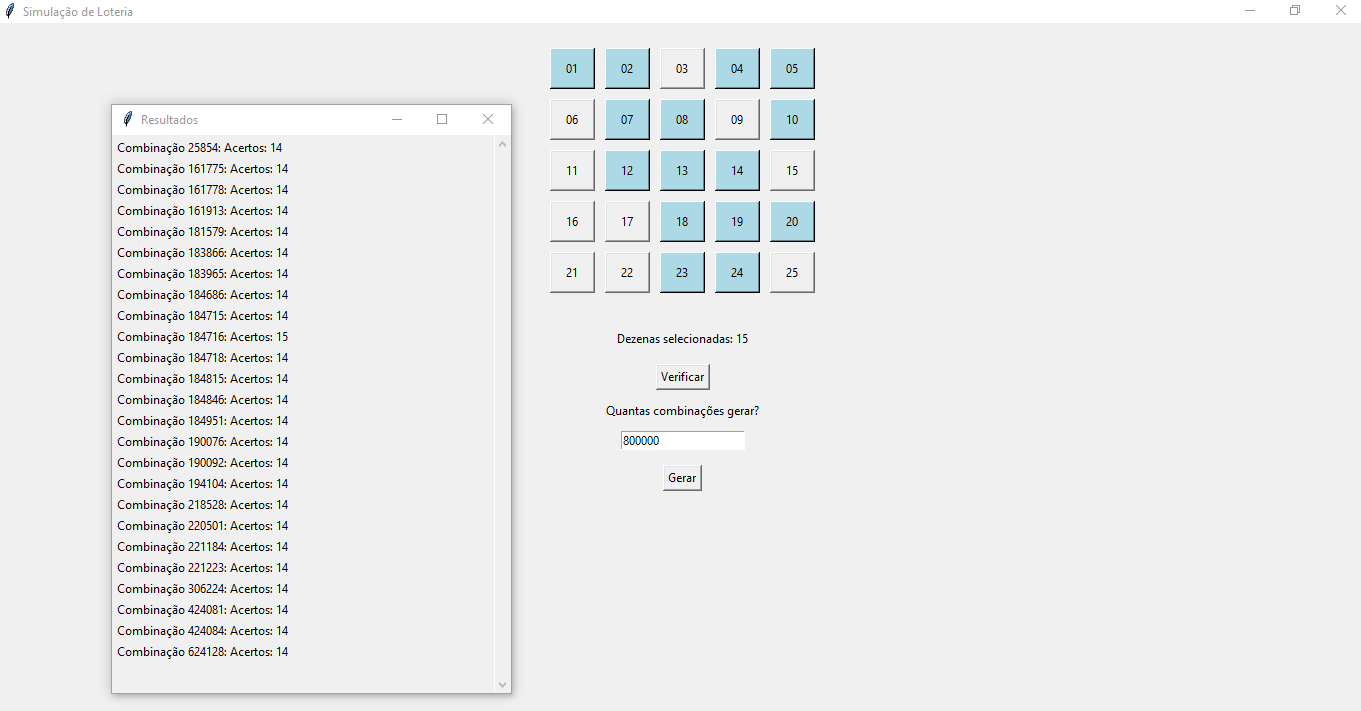 Simulação de Loteria
01 02 03 04 05
06 07 08 09 10
11 12 13 14 15
16 17 18 19 20
21 22 23 24 25
Dezenas selecionadas: 15
Verificar
Quantas combinações gerar?
800000
Gerar
Resultados
Combinação 25854: Acertos: 14
Combinação 161775: Acertos: 14
Combinação 161778: Acertos: 14
Combinação 161913: Acertos: 14
Combinação 181579: Acertos: 14
Combinação 183866: Acertos: 14
Combinação 183965: Acertos: 14
Combinação 184686: Acertos: 14
Combinação 184715: Acertos: 14
Combinação 184716: Acertos: 15
Combinação 184718: Acertos: 14
Combinação 184815: Acertos: 14
Combinação 184846: Acertos: 14
Combinação 184951: Acertos: 14
Combinação 190076: Acertos: 14
Combinação 190092: Acertos: 14
Combinação 194104: Acertos: 14
Combinação 218528: Acertos: 14
Combinação 220501: Acertos: 14
Combinação 221184: Acertos: 14
Combinação 221223: Acertos: 14
Combinação 306224: Acertos: 14
Combinação 424081: Acertos: 14
Combinação 424084: Acertos: 14
Combinação 624128: Acertos: 14